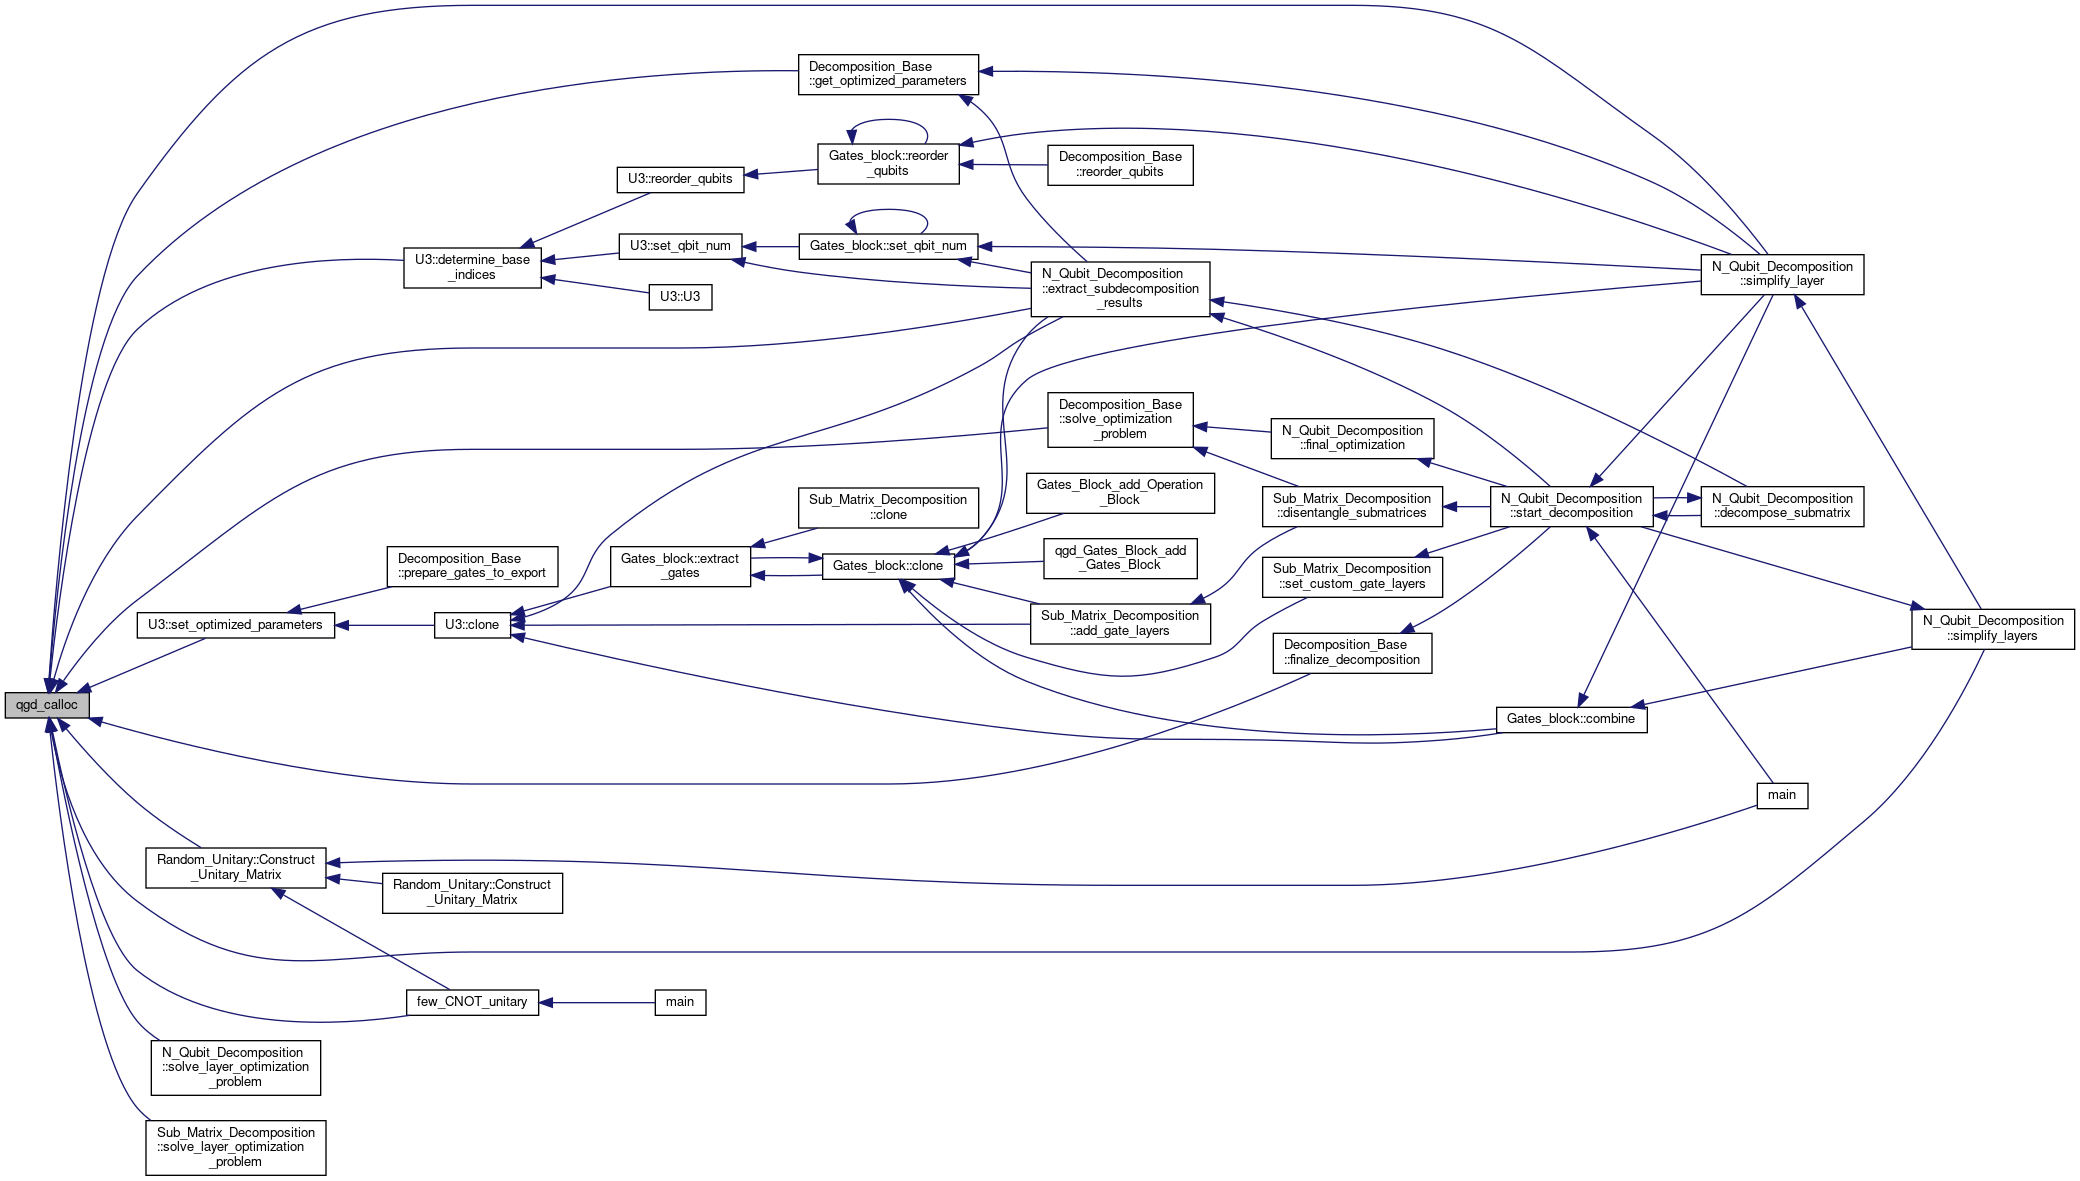 Decomposition_Base
::get_optimized_parameters
Gates_block::reorder
_qubits
Decomposition_Base
::reorder_qubits
U3::reorder_qubits
U3::set_qbit_num
Gates_block::set_qbit_num
U3::determine_base
_indices
U3::U3
N_Qubit_Decomposition
::extract_subdecomposition
_results
N_Qubit_Decomposition
::simplify_layer
Decomposition_Base
::solve_optimization
_problem
N_Qubit_Decomposition
::final_optimization
Gates_Block_add_Operation
_Block
Sub_Matrix_Decomposition
::clone
Sub_Matrix_Decomposition
::disentangle_submatrices
N_Qubit_Decomposition
::start_decomposition
N_Qubit_Decomposition
::decompose_submatrix
Decomposition_Base
::prepare_gates_to_export
Gates_block::extract
_gates
Gates_block::clone
qgd_Gates_Block_add
_Gates_Block
Sub_Matrix_Decomposition
::set_custom_gate_layers
U3::set_optimized_parameters
U3::clone
Sub_Matrix_Decomposition
::add_gate_layers
Decomposition_Base
::finalize_decomposition
N_Qubit_Decomposition
::simplify_layers
qgd_calloc
Gates_block::combine
main
Random_Unitary::Construct
_Unitary_Matrix
Random_Unitary::Construct
_Unitary_Matrix
few_CNOT_unitary
main
N_Qubit_Decomposition
::solve_layer_optimization
_problem
Sub_Matrix_Decomposition
::solve_layer_optimization
_problem